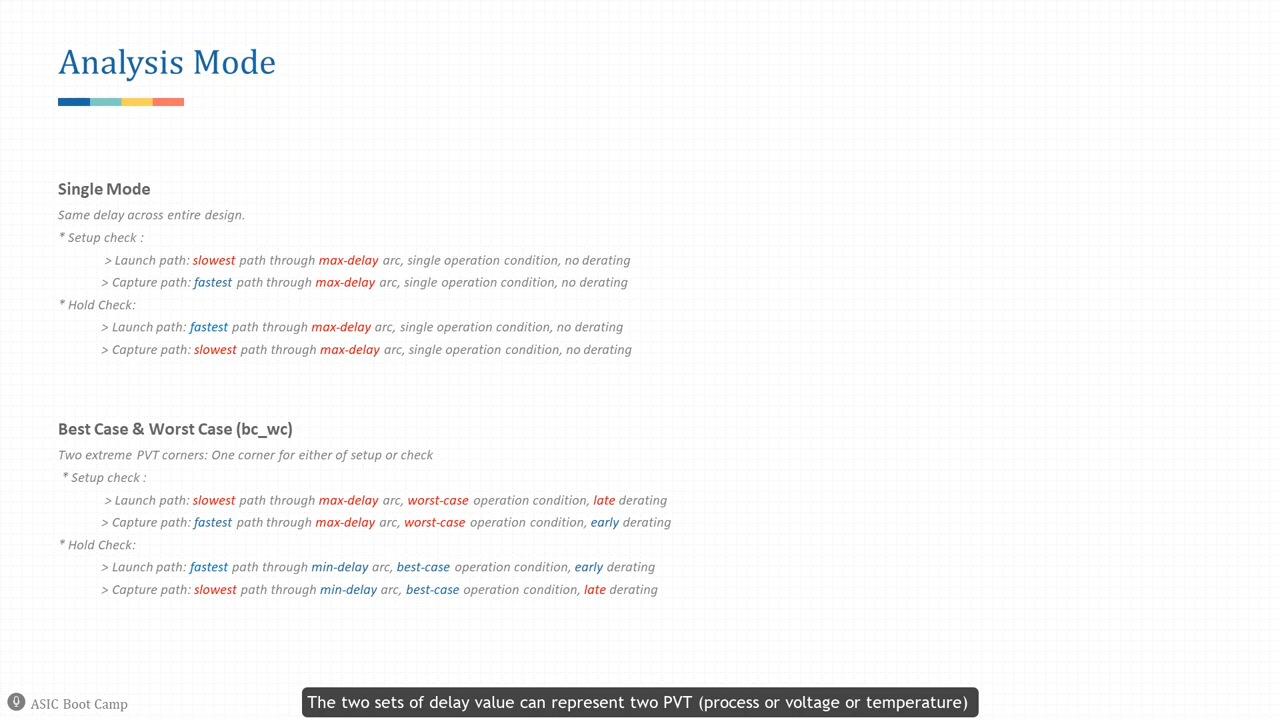 Analysis Mode
Single Mode
Same delay across entire design.
* Setup check :
> Launch path: slowest path through max-delay arc, single operation condition, no derating
> Capture path: fastest path through max-delay arc, single operation condition, no derating
* Hold Check:
> Launch path: fastest path through max-delay arc, single operation condition, no derating
> Capture path: slowest path through max-delay arc, single operation condition, no derating
Best Case & Worst Case (bc_wc)
Two extreme PVT corners: One corner for either of setup or check
* Setup check :
> Launch path: slowest path through max-delay arc, worst-case operation condition, late derating
> Capture path: fastest path through max-delay arc, worst-case operation condition, early derating
* Hold Check:
> Launch path: fastest path through min-delay arc, best-case operation condition, early derating
> Capture path: slowest path through min-delay arc, best-case operation condition, late derating
ASIC Boot Camp
The two sets of delay value can represent two PVT (process or voltage or temperature)